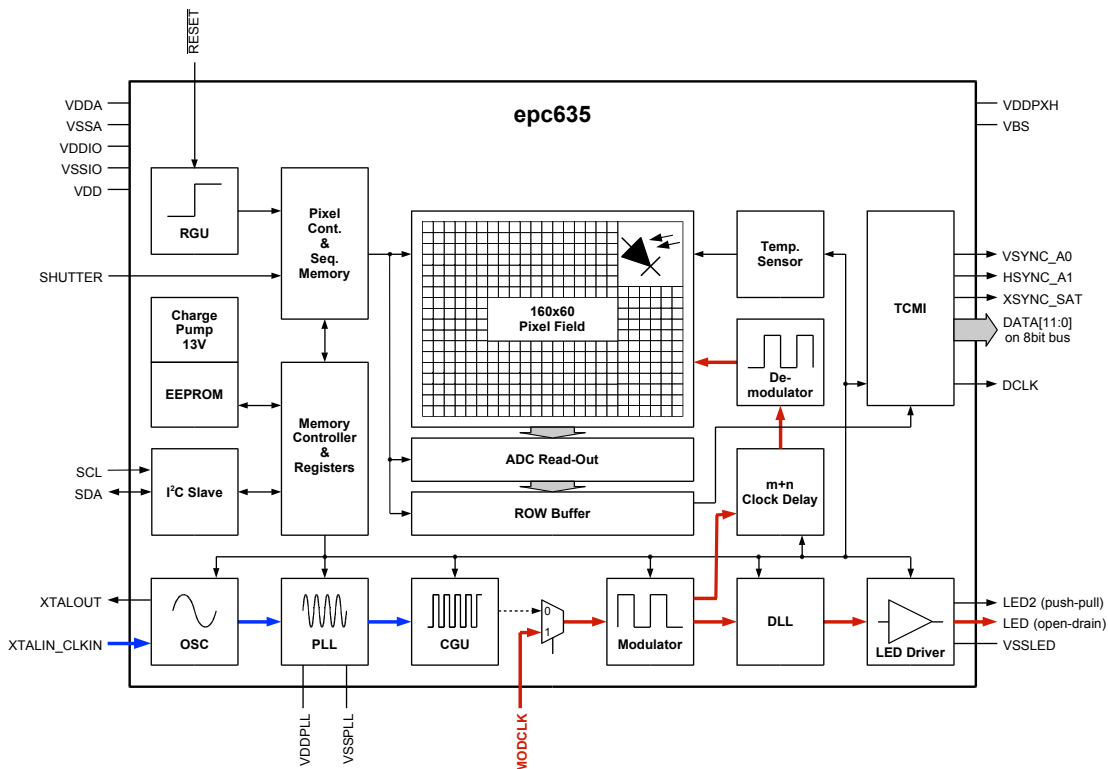 RESET
epc635
VDDA
VSSA
VDDIO
VSSIO
VDD
VDDPXH
VBS
RGU
Pixel
Cont.
&
Seq.
Memory
SHUTTER
160x60
Pixel Field
Temp.
Sensor
TCMI
VSYNC_A0
HSYNC_A1
XSYNC_SAT
DATA[11:0]
on 8bit bus
DCLK
Charge
Pump
13V
EEPROM
De-
modulator
Memory
Controller
&
Registers
ADC Read-Out
SCL
SDA
I²C Slave
ROW Buffer
m+n
Clock Delay
XTALOUT
XTALIN_CLKIN
OSC
PLL
CGU
0
1
Modulator
DLL
LED Driver
LED2 (push-pull)
LED (open-drain)
VSSLED
VDDPLL
VSSPLL
MODCLK